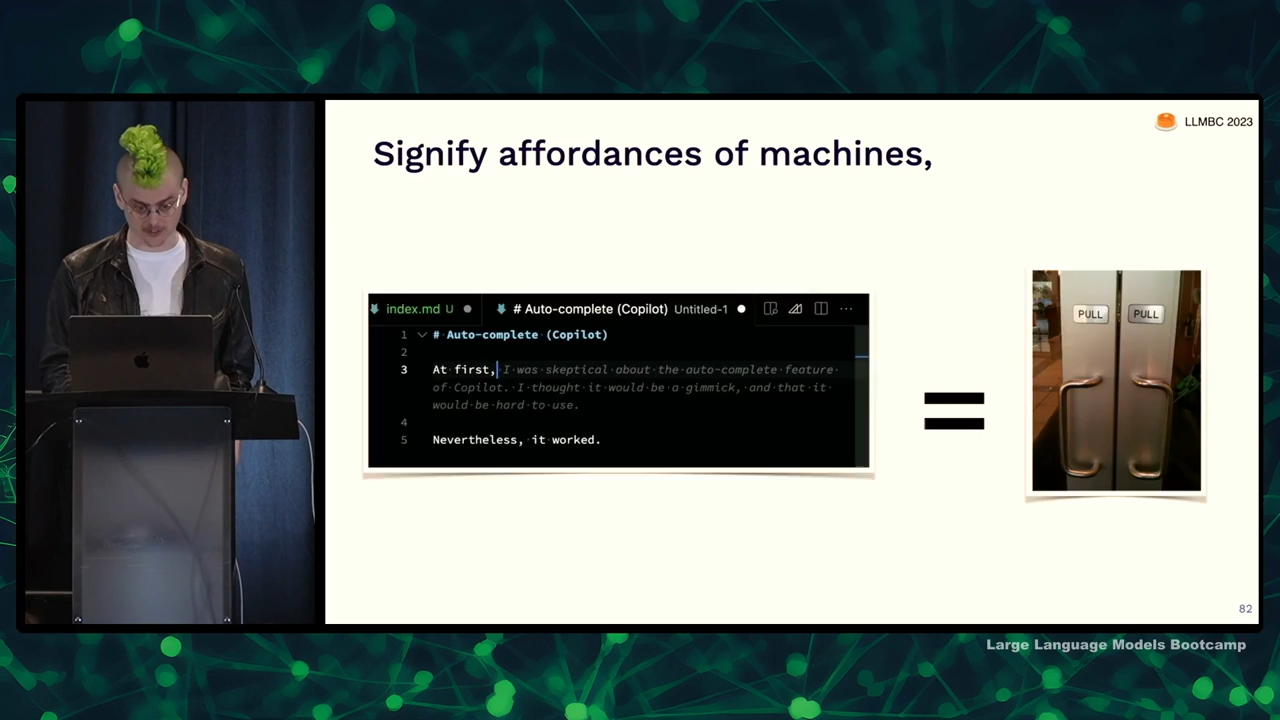 LLMBC 2023
Signify affordances of machines,
index.md U
# Auto-complete (Copilot) Untitled-1
1 # Auto-complete (Copilot)
2
3 At first, I was skeptical about the auto-complete feature
of Copilot. I thought it would be a gimmick, and that it
would be hard to use.
4
5 Nevertheless, it worked.
=
PULL PULL
82
Large Language Models Bootcamp